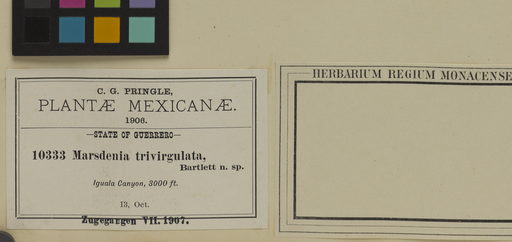 C. G. PRINGLE,
PLANTÆ MEXICANÆ.
1906.
—STATE OF GUERRERO—
10333 Marsdenia trivirgulata,
Bartlett n. sp.
Iguala Canyon, 3000 ft.
13, Oct.
Zugegangen VII. 1907.
HERBARIUM REGIUM MONACENSE